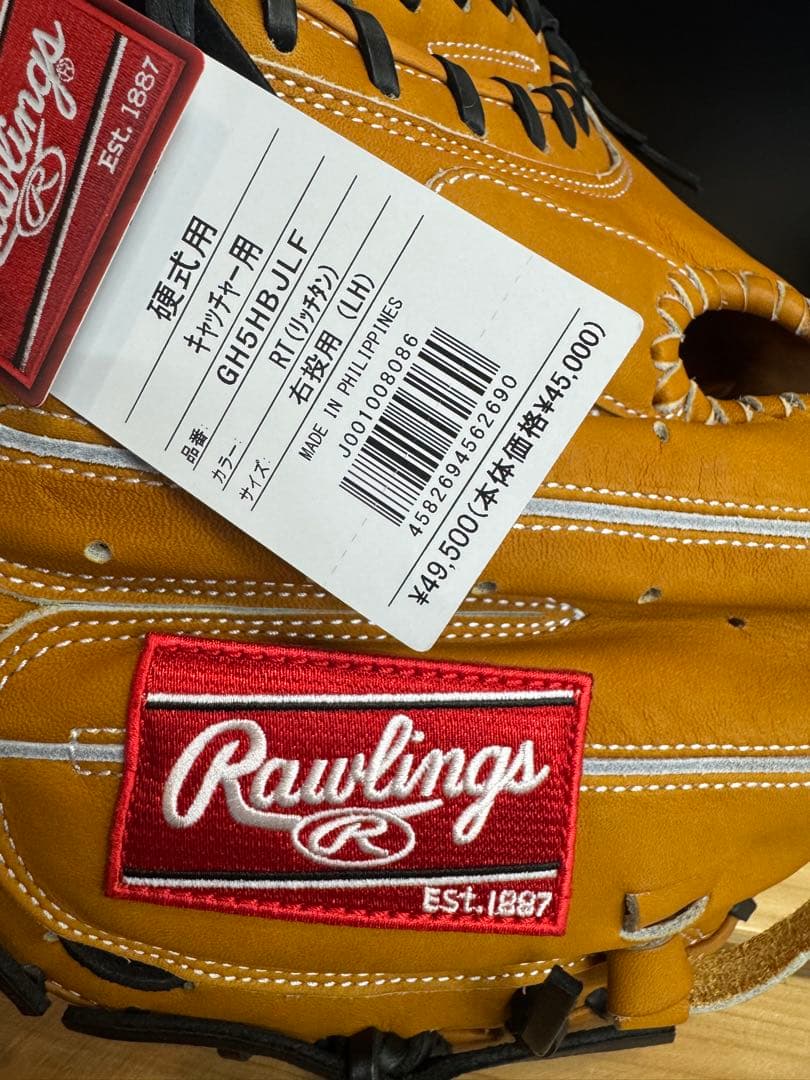 Rawlings®
R
Est. 1887
硬式用
キャッチャー用
品番: GH5HBJLF
カラー: RT(リッチタン)
サイズ: 右投用 (LH)
MADE IN PHILIPPINES
J001008086
4582694562690
¥49,500(本体価格¥45,000)
Rawlings
R
Est.1887